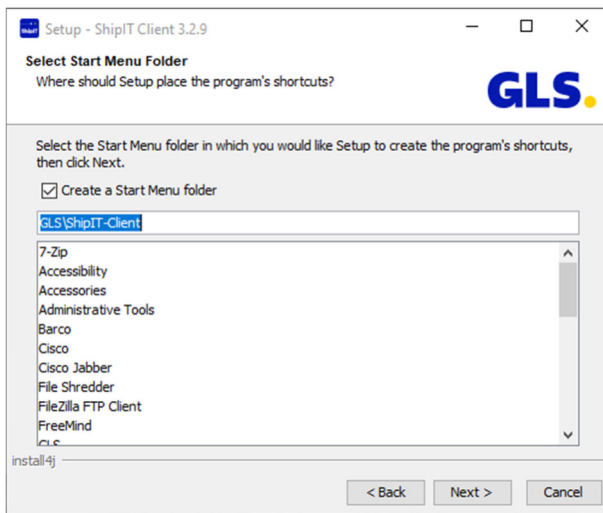 ShipIT
Setup - ShipIT Client 3.2.9
Select Start Menu Folder
Where should Setup place the program's shortcuts?
GLS.
Select the Start Menu folder in which you would like Setup to create the program's shortcuts,
then click Next.
Create a Start Menu folder
GLS\ShipIT-Client
7-Zip
Accessibility
Accessories
Administrative Tools
Barco
Cisco
Cisco Jabber
File Shredder
FileZilla FTP Client
FreeMind
GLS
install4j
< Back
Next >
Cancel